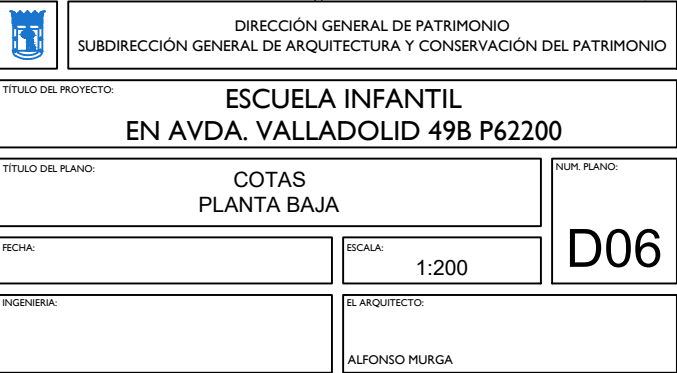 DIRECCIÓN GENERAL DE PATRIMONIO
SUBDIRECCIÓN GENERAL DE ARQUITECTURA Y CONSERVACIÓN DEL PATRIMONIO
TÍTULO DEL PROYECTO:
ESCUELA INFANTIL
EN AVDA. VALLADOLID 49B P62200
TÍTULO DEL PLANO:
COTAS
PLANTA BAJA
NUM. PLANO:
D06
FECHA:
ESCALA:
1:200
INGENIERIA:
EL ARQUITECTO:
ALFONSO MURGA